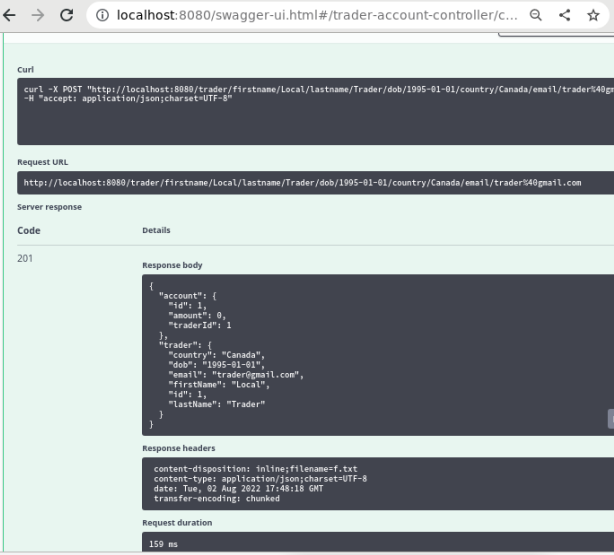 localhost:8080/swagger-ui.html#/trader-account-controller/c...
Curl
curl -X POST "http://localhost:8080/trader/firstname/Local/lastname/Trader/dob/1995-01-01/country/Canada/email/trader%40gm
-H "accept: application/json;charset=UTF-8"
Request URL
http://localhost:8080/trader/firstname/Local/lastname/Trader/dob/1995-01-01/country/Canada/email/trader%40gmail.com
Server response
Code Details
201
Response body
{
"account": {
"id": 1,
"amount": 0,
"traderId": 1
},
"trader": {
"country": "Canada",
"dob": "1995-01-01",
"email": "trader@gmail.com",
"firstName": "Local",
"id": 1,
"lastName": "Trader"
}
}
Response headers
content-disposition: inline;filename=f.txt
content-type: application/json;charset=UTF-8
date: Tue, 02 Aug 2022 17:48:18 GMT
transfer-encoding: chunked
Request duration
159 ms